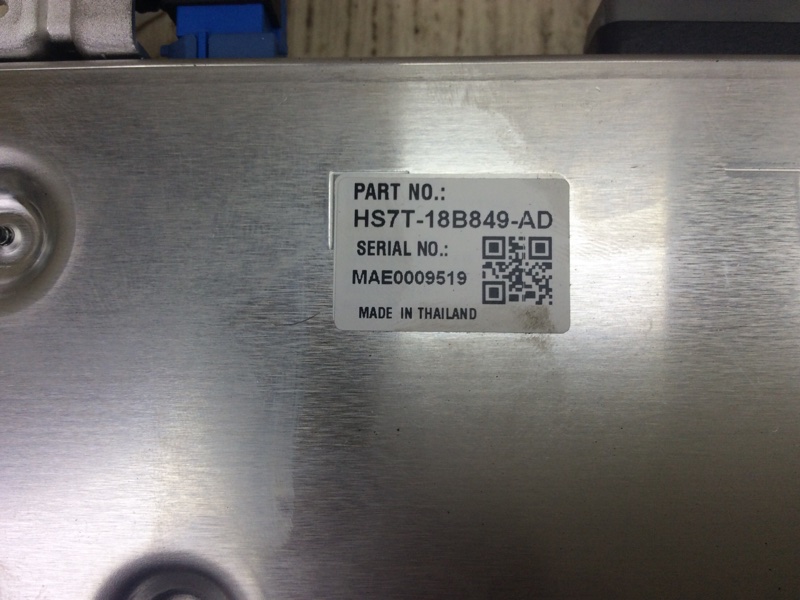 PART NO.:
HS7T-18B849-AD
SERIAL NO.:
MAE0009519
MADE IN THAILAND